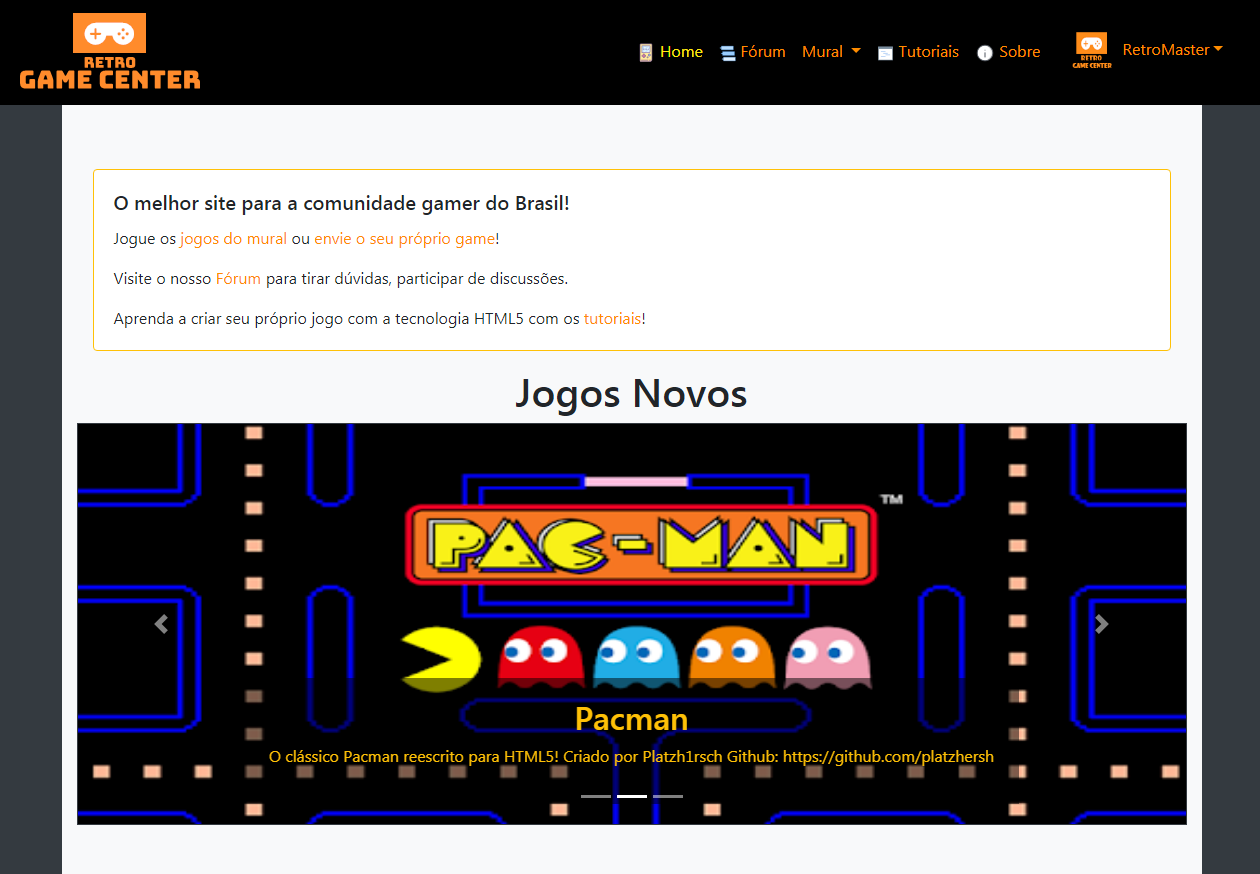 RETRO
GAME CENTER
Home Fórum Mural Tutoriais Sobre
RETRO
GAME CENTER
RetroMaster
O melhor site para a comunidade gamer do Brasil!
Jogue os jogos do mural ou envie o seu próprio game!
Visite o nosso Fórum para tirar dúvidas, participar de discussões.
Aprenda a criar seu próprio jogo com a tecnologia HTML5 com os tutoriais!
Jogos Novos
PAC-MAN TM
Pacman
O clássico Pacman reescrito para HTML5! Criado por Platzh1rsch Github: https://github.com/platzhersh